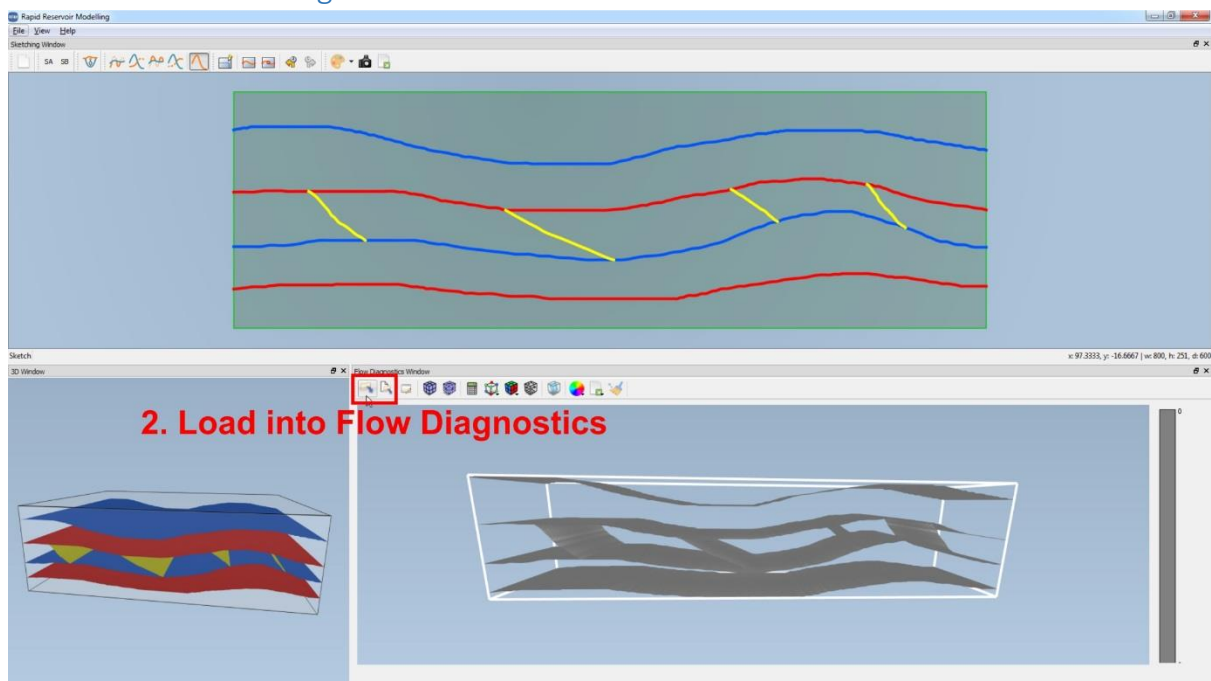 Rapid Reservoir Modelling
File View Help
Sketching Window
SA SB
Sketch
x: 97.3333, y: -16.6667 | w: 800, h: 251, d: 600
3D Window
Flow Diagnostics Window
2. Load into Flow Diagnostics
0